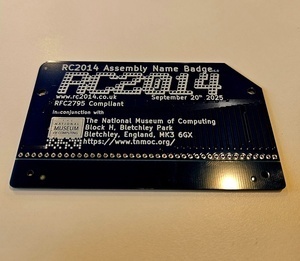 RC2014 Assembly Name Badge..
RC2014
www.rc2014.co.uk
September 20th 2025
RFC2795 Compliant
In conjunction with
The National Museum of Computing
Block H, Bletchley Park
Bletchley, England, MK3 6GX
https://www.tnmoc.org/
MUSEUM